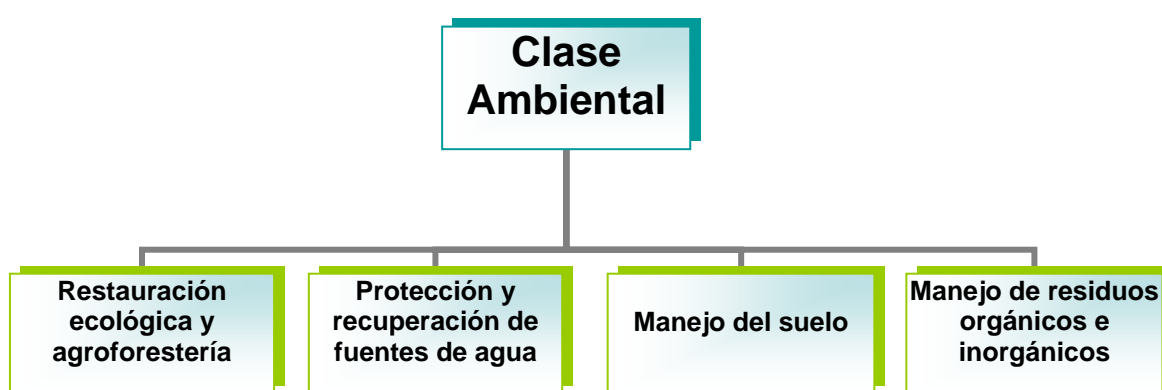 Clase
Ambiental
Restauración
ecológica y
agroforestería
Protección y
recuperación de
fuentes de agua
Manejo del suelo
Manejo de residuos
orgánicos e
inorgánicos